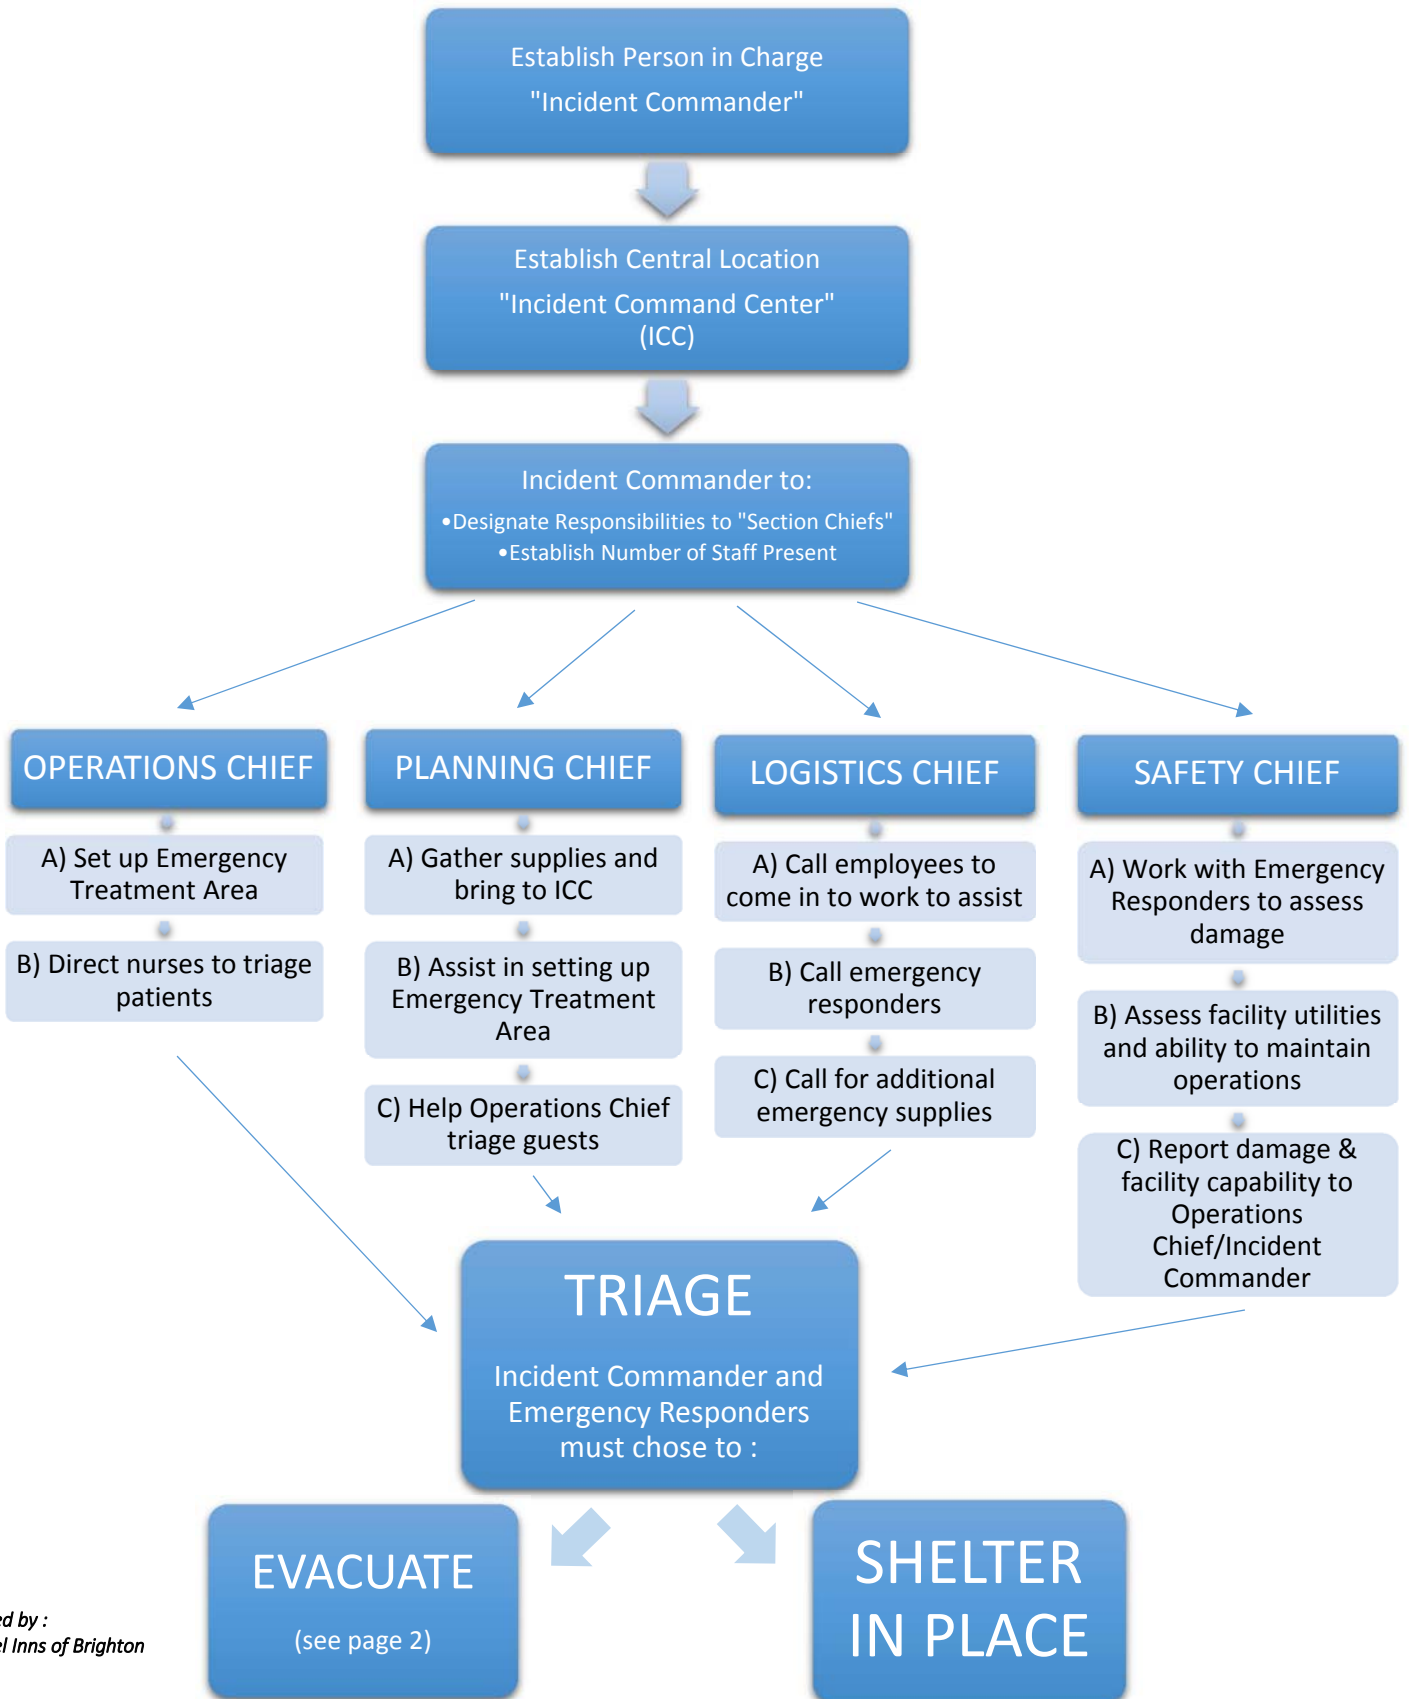 Establish Person in Charge
"Incident Commander"
Establish Central Location
"Incident Command Center"
(ICC)
Incident Commander to:
•Designate Responsibilities to "Section Chiefs"
•Establish Number of Staff Present
OPERATIONS CHIEF
A) Set up Emergency
Treatment Area
B) Direct nurses to triage
patients
PLANNING CHIEF
A) Gather supplies and
bring to ICC
B) Assist in setting up
Emergency Treatment
Area
C) Help Operations Chief
triage guests
LOGISTICS CHIEF
A) Call employees to
come in to work to assist
B) Call emergency
responders
C) Call for additional
emergency supplies
SAFETY CHIEF
A) Work with Emergency
Responders to assess
damage
B) Assess facility utilities
and ability to maintain
operations
C) Report damage &
facility capability to
Operations
Chief/Incident
Commander
TRIAGE
Incident Commander and
Emergency Responders
must chose to :
EVACUATE
(see page 2)
SHELTER
IN PLACE
by :
Inns of Brighton